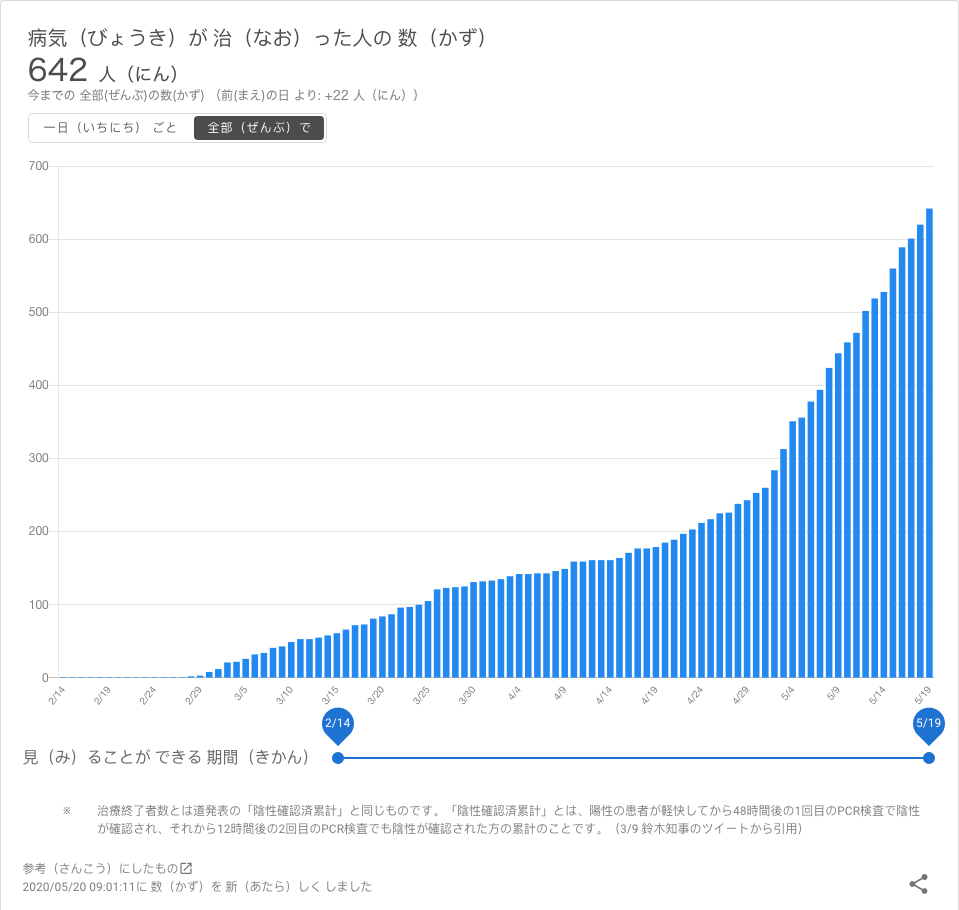 病気（びょうき）が 治（なお）った人の 数（かず）
642 人（にん）
今までの 全部(ぜんぶ)の数(かず) （前(まえ)の日 より: +22 人（にん））
一日（いちにち） ごと 全部（ぜんぶ）で
700
600
500
400
300
200
100
0
2/14 2/19 2/24 2/29 3/5 3/10 3/15 3/20 3/25 3/30 4/4 4/9 4/14 4/19 4/24 4/29 5/4 5/9 5/14 5/19
2/14 5/19
見（み）ることが できる 期間（きかん）
※ 治療終了者数とは道発表の「陰性確認済累計」と同じものです。「陰性確認済累計」とは、陽性の患者が軽快してから48時間後の1回目のPCR検査で陰性
が確認され、それから12時間後の2回目のPCR検査でも陰性が確認された方の累計のことです。（3/9 鈴木知事のツイートから引用）
参考（さんこう）にしたもの
2020/05/20 09:01:11に 数（かず）を 新（あたら）しく しました